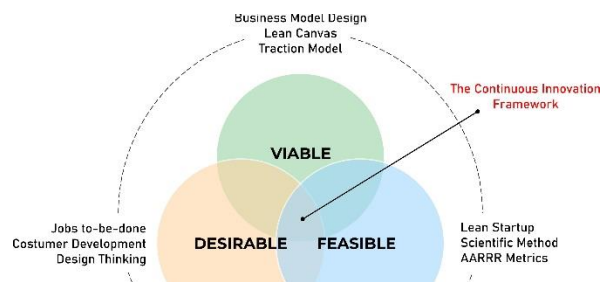 Business Model Design
Lean Canvas
Traction Model
The Continuous Innovation
Framework
VIABLE
Jobs to-be-done
Costumer Development
Design Thinking
DESIRABLE
FEASIBLE
Lean Startup
Scientific Method
AARRR Metrics